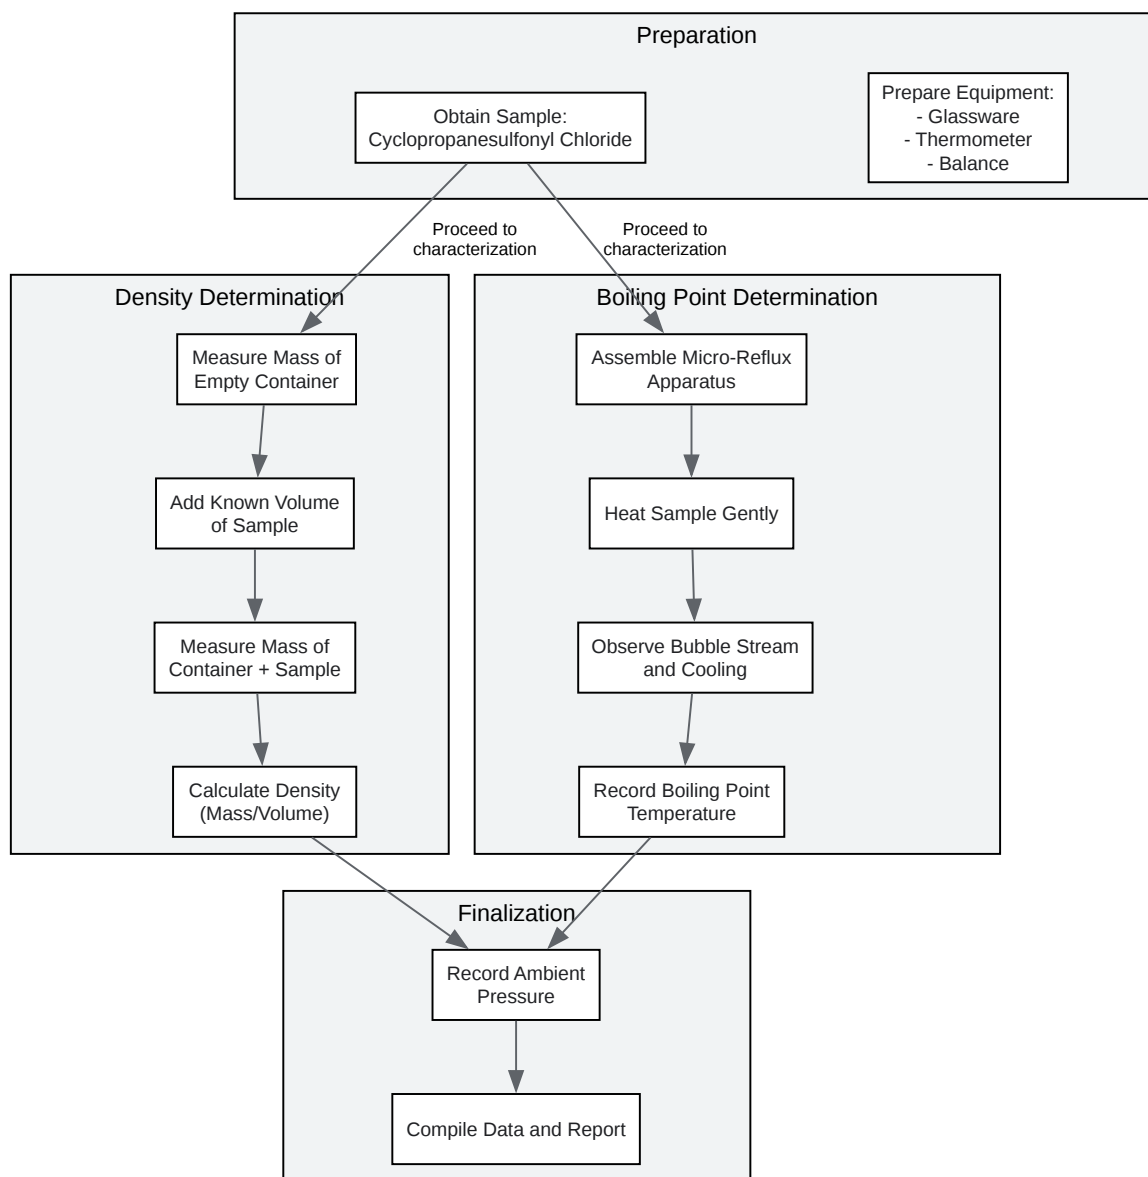 Preparation
Obtain Sample:
Cyclopropanesulfonyl Chloride
Prepare Equipment:
- Glassware
- Thermometer
- Balance
Proceed to
characterization
Proceed to
characterization
Density Determination
Measure Mass of
Empty Container
Add Known Volume
of Sample
Measure Mass of
Container + Sample
Calculate Density
(Mass/Volume)
Boiling Point Determination
Assemble Micro-Reflux
Apparatus
Heat Sample Gently
Observe Bubble Stream
and Cooling
Record Boiling Point
Temperature
Finalization
Record Ambient
Pressure
Compile Data and Report